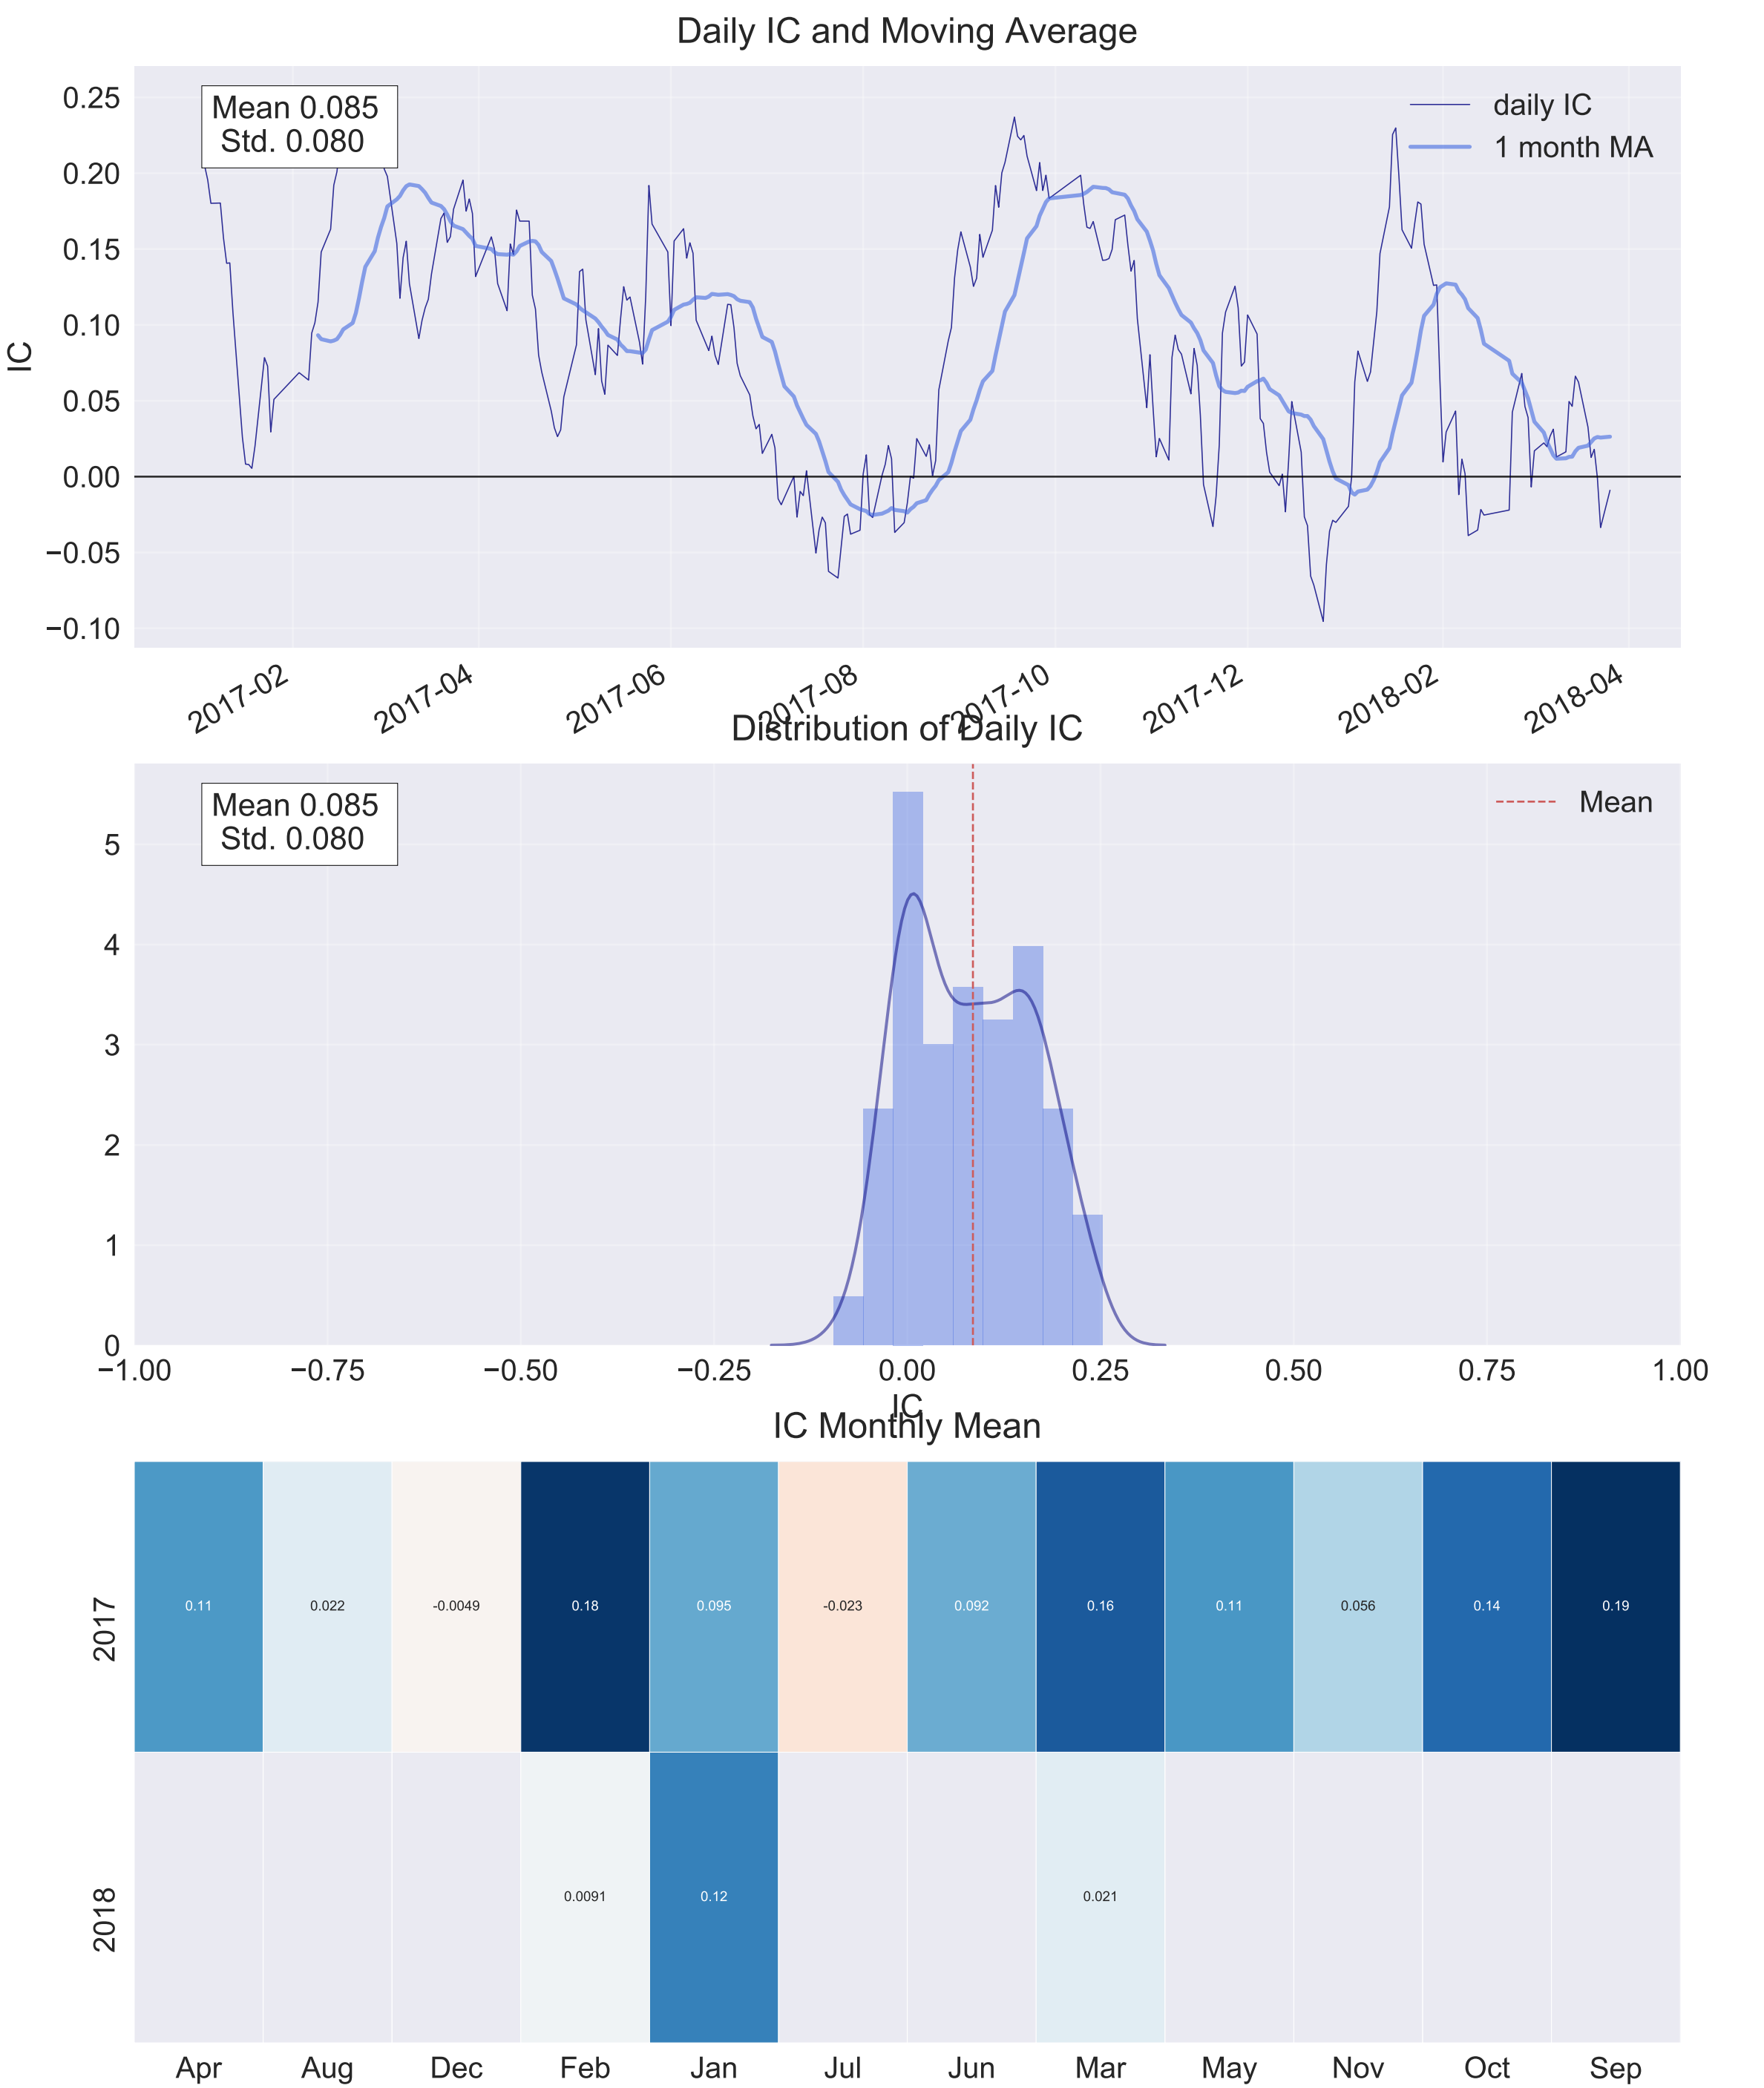 Daily IC and Moving Average
0.25
0.20
0.15
0.10
0.05
0.00
−0.05
−0.10
IC
Mean 0.085
Std. 0.080
daily IC
1 month MA
2017-02
2017-04
2017-06
2017-08
2017-10
2017-12
2018-02
2018-04
Distribution of Daily IC
Mean 0.085
Std. 0.080
Mean
5
4
3
2
1
0
−1.00 −0.75 −0.50 −0.25 0.00 0.25 0.50 0.75 1.00
IC
IC Monthly Mean
2017
0.11 0.022 -0.0049 0.18 0.095 -0.023 0.092 0.16 0.11 0.056 0.14 0.19
2018
0.0091 0.12 0.021
Apr Aug Dec Feb Jan Jul Jun Mar May Nov Oct Sep